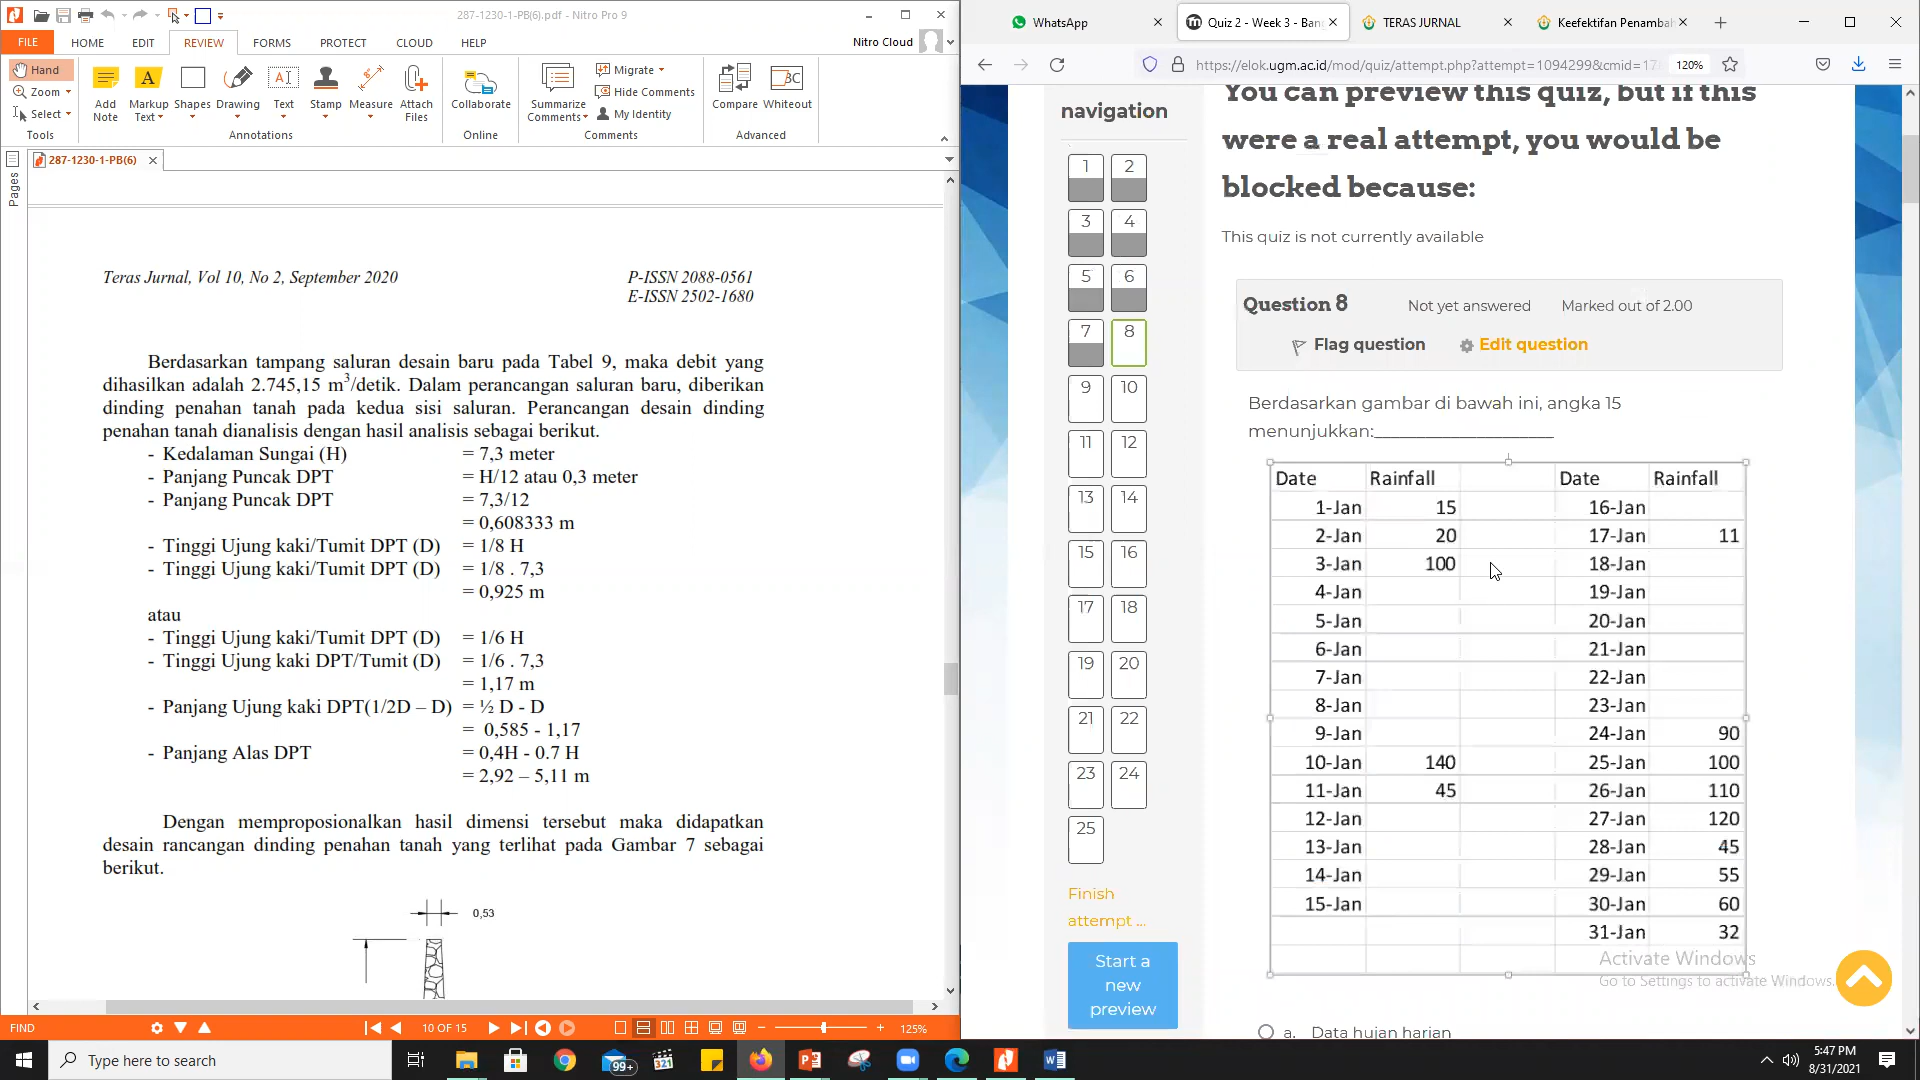 287-1230-1-PB(6).pdf - Nitro Pro 9
FILE HOME EDIT REVIEW FORMS PROTECT CLOUD HELP
Nitro Cloud
Hand
Zoom
Select
Tools
Add Note
Markup Text
Shapes
Drawing
Text
Stamp
Measure
Attach Files
Annotations
Collaborate
Online
Summarize Comments
Migrate
Hide Comments
My Identity
Comments
Compare
Whiteout
Advanced
287-1230-1-PB(6)
Pages
Teras Jurnal, Vol 10, No 2, September 2020 P-ISSN 2088-0561
E-ISSN 2502-1680
Berdasarkan tampang saluran desain baru pada Tabel 9, maka debit yang
dihasilkan adalah 2.745,15 m3/detik. Dalam perancangan saluran baru, diberikan
dinding penahan tanah pada kedua sisi saluran. Perancangan desain dinding
penahan tanah dianalisis dengan hasil analisis sebagai berikut.
- Kedalaman Sungai (H) = 7,3 meter
- Panjang Puncak DPT = H/12 atau 0,3 meter
- Panjang Puncak DPT = 7,3/12
= 0,608333 m
- Tinggi Ujung kaki/Tumit DPT (D) = 1/8 H
- Tinggi Ujung kaki/Tumit DPT (D) = 1/8 . 7,3
= 0,925 m
atau
- Tinggi Ujung kaki/Tumit DPT (D) = 1/6 H
- Tinggi Ujung kaki DPT/Tumit (D) = 1/6 . 7,3
= 1,17 m
- Panjang Ujung kaki DPT(1/2D – D) = ½ D - D
= 0,585 - 1,17
- Panjang Alas DPT = 0,4H - 0.7 H
= 2,92 – 5,11 m
Dengan memproposionalkan hasil dimensi tersebut maka didapatkan
desain rancangan dinding penahan tanah yang terlihat pada Gambar 7 sebagai
berikut.
0,53
FIND
10 OF 15
125%
WhatsApp
Quiz 2 - Week 3 - Ban
TERAS JURNAL
Keefektifan Penambah
https://elok.ugm.ac.id/mod/quiz/attempt.php?attempt=1094299&cmid=17
120%
navigation
1 2
3 4
5 6
7 8
9 10
11 12
13 14
15 16
17 18
19 20
21 22
23 24
25
Finish
attempt ...
Start a
new
preview
You can preview this quiz, but if this
were a real attempt, you would be
blocked because:
This quiz is not currently available
Question 8 Not yet answered Marked out of 2.00
Flag question Edit question
Berdasarkan gambar di bawah ini, angka 15
menunjukkan:____________________
Date Rainfall Date Rainfall
1-Jan 15 16-Jan
2-Jan 20 17-Jan 11
3-Jan 100 18-Jan
4-Jan 19-Jan
5-Jan 20-Jan
6-Jan 21-Jan
7-Jan 22-Jan
8-Jan 23-Jan
9-Jan 24-Jan 90
10-Jan 140 25-Jan 100
11-Jan 45 26-Jan 110
12-Jan 27-Jan 120
13-Jan 28-Jan 45
14-Jan 29-Jan 55
15-Jan 30-Jan 60
31-Jan 32
Activate Windows
Go to Settings to activate Windows.
a. Data hujan harian
Type here to search
99+
321
5:47 PM
8/31/2021